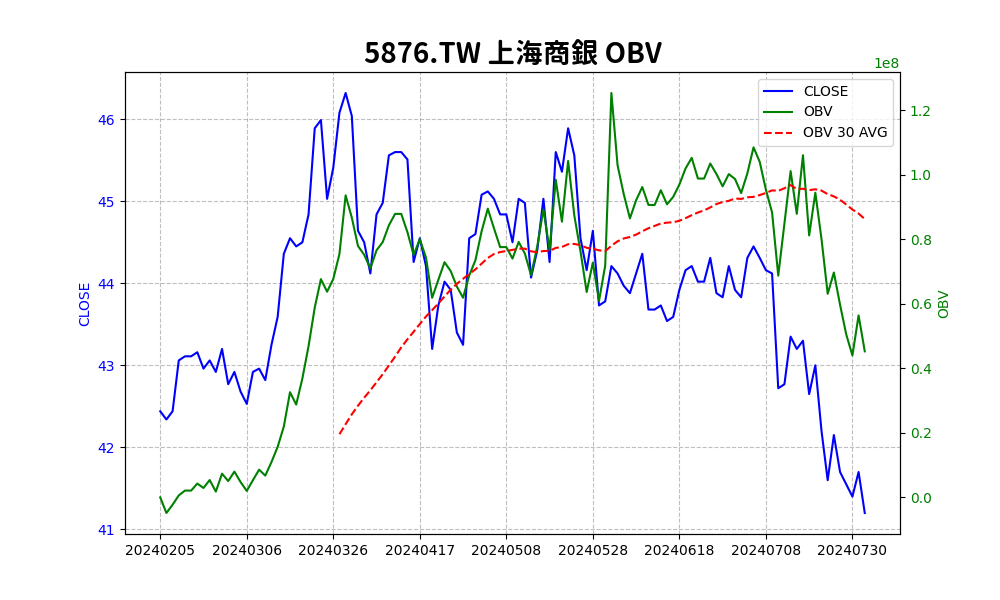 5876.TW 上海商銀 OBV
1e8
CLOSE
OBV
OBV 30 AVG
46
45
44
43
42
41
CLOSE
1.2
1.0
0.8
0.6
0.4
0.2
0.0
OBV
20240205 20240306 20240326 20240417 20240508 20240528 20240618 20240708 20240730